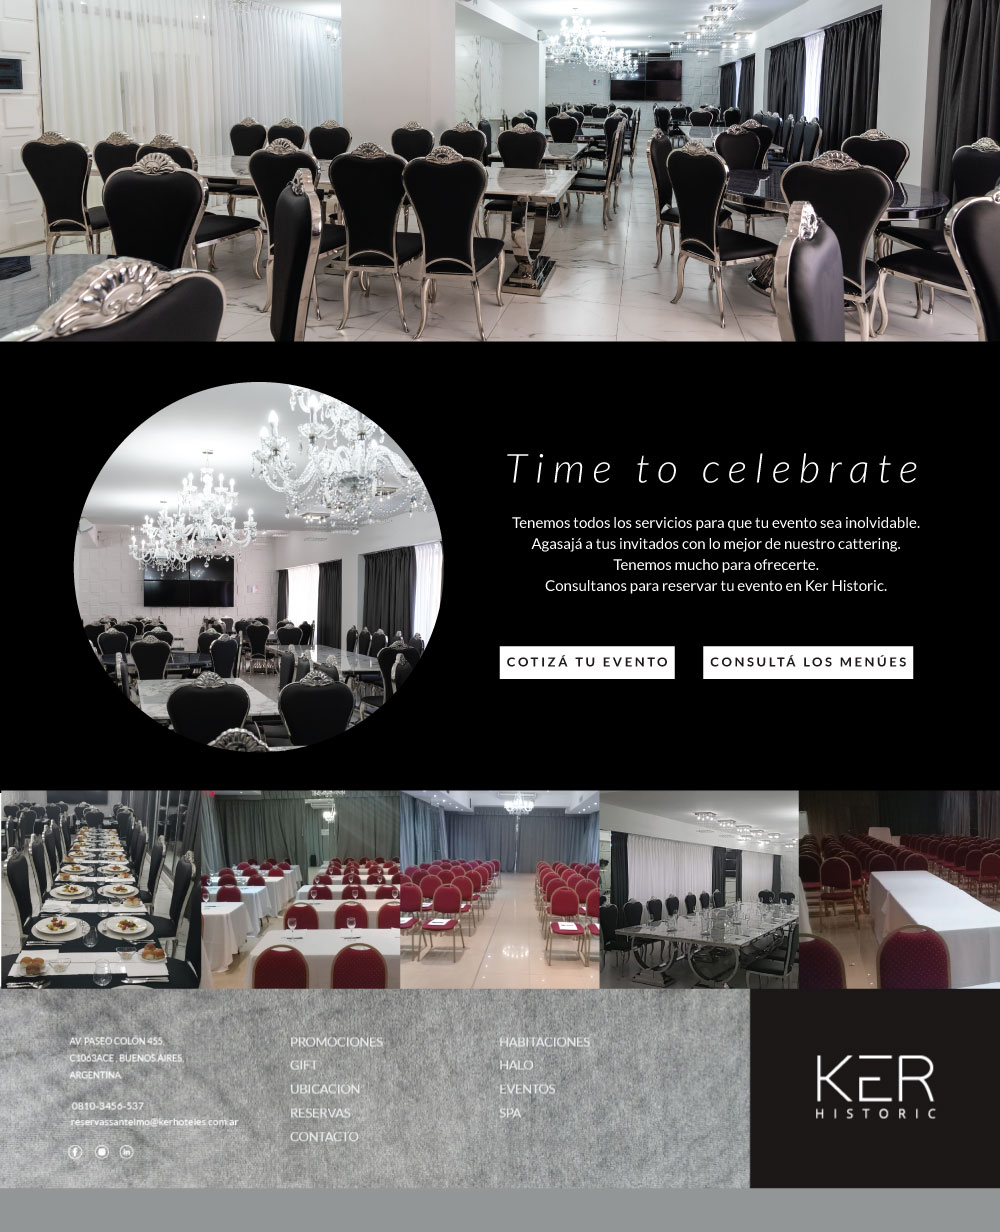 Time to celebrate
Tenemos todos los servicios para que tu evento sea inolvidable.
Agasajá a tus invitados con lo mejor de nuestro cattering.
Tenemos mucho para ofrecerte.
Consultanos para reservar tu evento en Ker Historic.
COTIZÁ TU EVENTO
CONSULTÁ LOS MENÚES
AV. PASEO COLÓN 455,
C1063ACE , BUENOS AIRES,
ARGENTINA.
0810-3456-537
reservassantelmo@kerhoteles.com.ar
PROMOCIONES
GIFT
UBICACION
RESERVAS
CONTACTO
HABITACIONES
HALO
EVENTOS
SPA
KER
HISTORIC